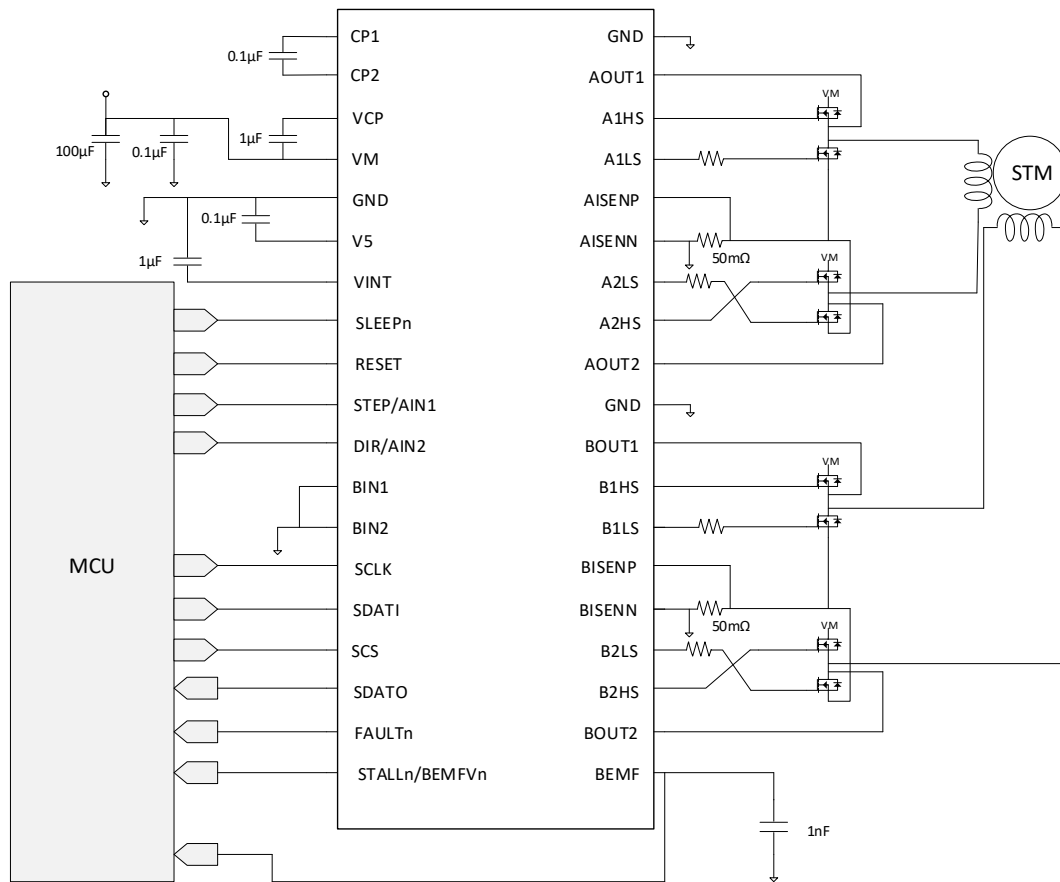 CP1
GND
0.1µF
CP2
AOUT1
VM
VCP
A1HS
100µF
0.1µF
1µF
VM
A1LS
STM
GND
AISENP
0.1µF
V5
AISENN
50mΩ
1µF
VM
VINT
A2LS
SLEEPn
A2HS
RESET
AOUT2
STEP/AIN1
GND
DIR/AIN2
BOUT1
VM
BIN1
B1HS
BIN2
B1LS
MCU
SCLK
BISENP
SDATI
BISENN
50mΩ
VM
SCS
B2LS
SDATO
B2HS
FAULTn
BOUT2
STALLn/BEMFVn
BEMF
1nF